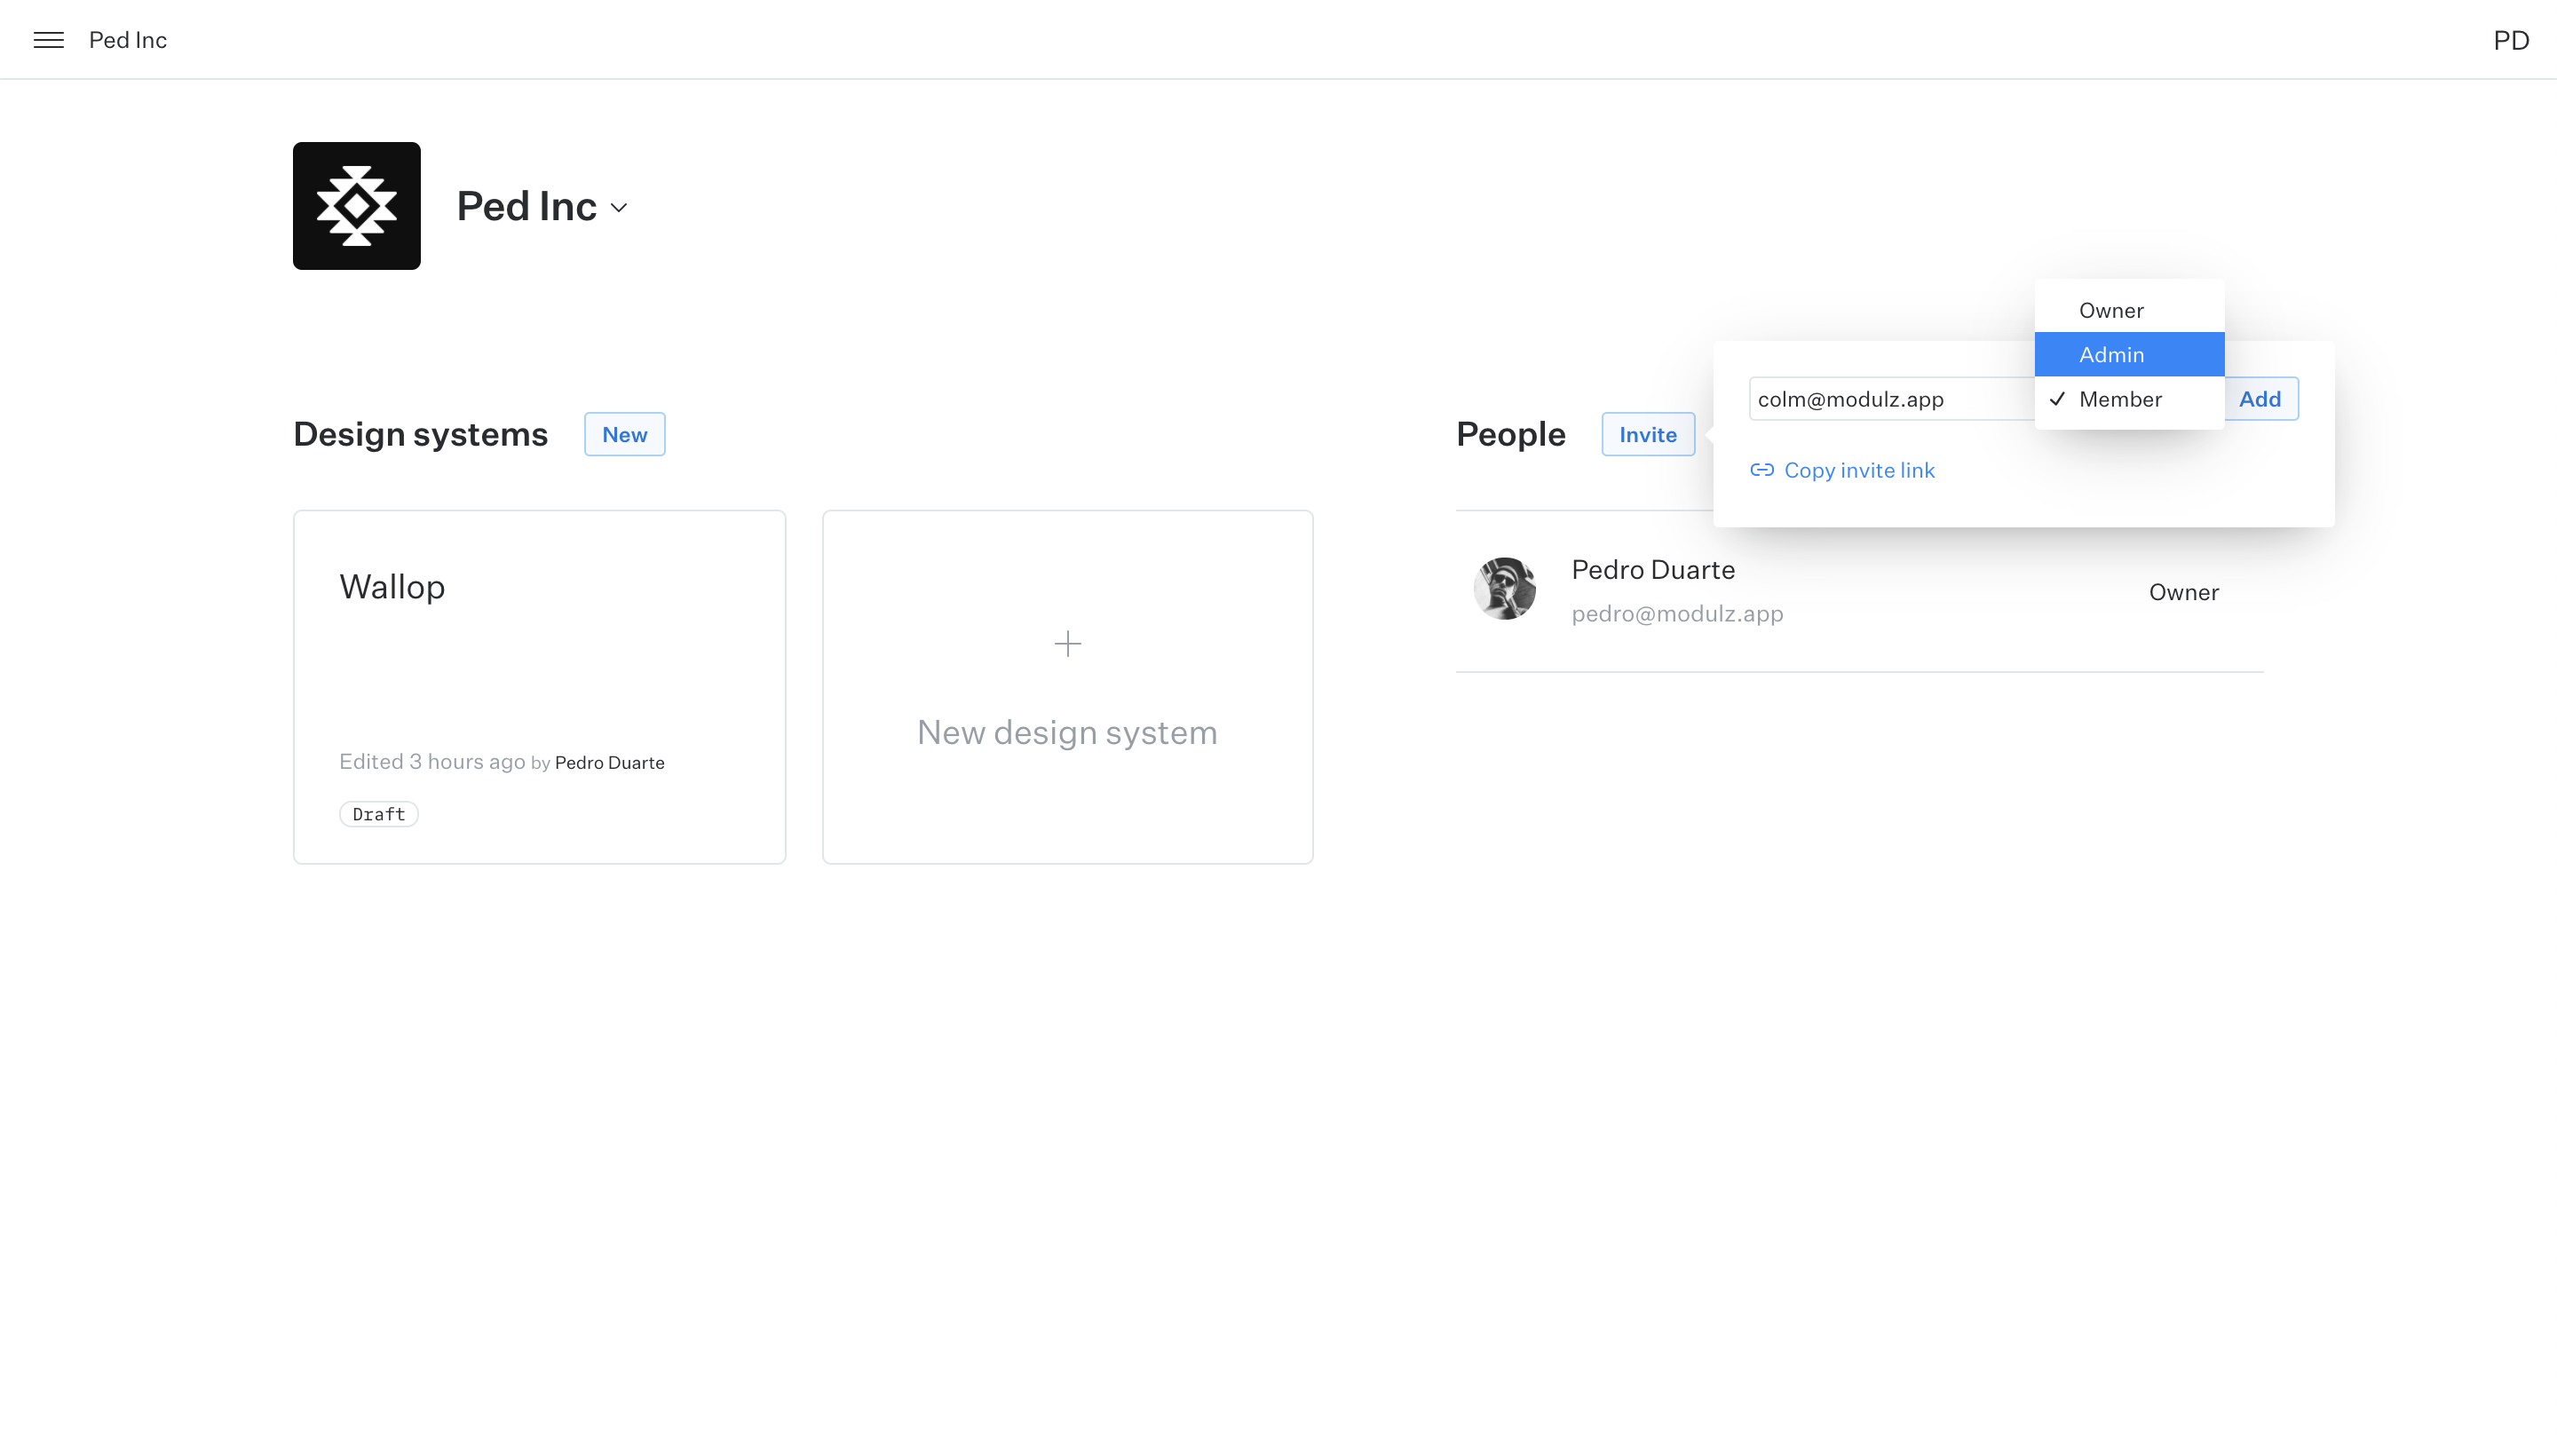 Ped Inc
PD
Ped Inc
Design systems
New
Wallop
Edited 3 hours ago by Pedro Duarte
Draft
New design system
People
Invite
Owner
Admin
Member
colm@modulz.app
Add
Copy invite link
Pedro Duarte
pedro@modulz.app
Owner